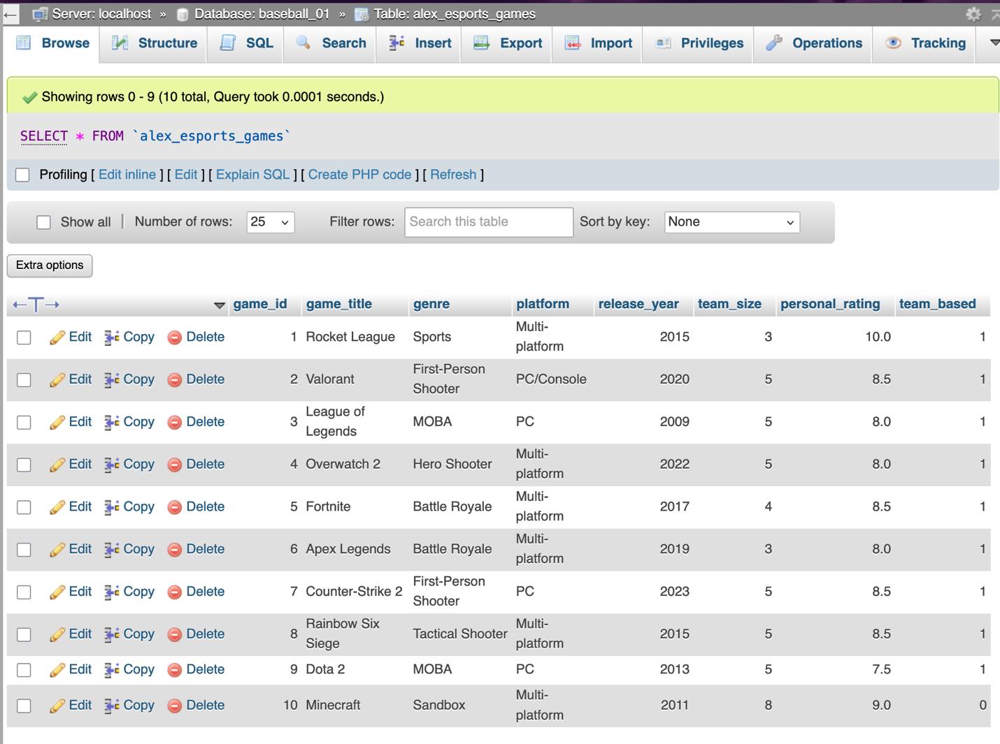 Server: localhost » Database: baseball_01 » Table: alex_esports_games
Browse Structure SQL Search Insert Export Import Privileges Operations Tracking
Showing rows 0 - 9 (10 total, Query took 0.0001 seconds.)
SELECT * FROM `alex_esports_games`
Profiling [ Edit inline ] [ Edit ] [ Explain SQL ] [ Create PHP code ] [ Refresh ]
Show all | Number of rows: 25 Filter rows: Search this table Sort by key: None
Extra options
←T→ game_id game_title genre platform release_year team_size personal_rating team_based
Edit Copy Delete 1 Rocket League Sports Multi-platform 2015 3 10.0 1
Edit Copy Delete 2 Valorant First-Person Shooter PC/Console 2020 5 8.5 1
Edit Copy Delete 3 League of Legends MOBA PC 2009 5 8.0 1
Edit Copy Delete 4 Overwatch 2 Hero Shooter Multi-platform 2022 5 8.0 1
Edit Copy Delete 5 Fortnite Battle Royale Multi-platform 2017 4 8.5 1
Edit Copy Delete 6 Apex Legends Battle Royale Multi-platform 2019 3 8.0 1
Edit Copy Delete 7 Counter-Strike 2 First-Person Shooter PC 2023 5 8.5 1
Edit Copy Delete 8 Rainbow Six Siege Tactical Shooter Multi-platform 2015 5 8.5 1
Edit Copy Delete 9 Dota 2 MOBA PC 2013 5 7.5 1
Edit Copy Delete 10 Minecraft Sandbox Multi-platform 2011 8 9.0 0